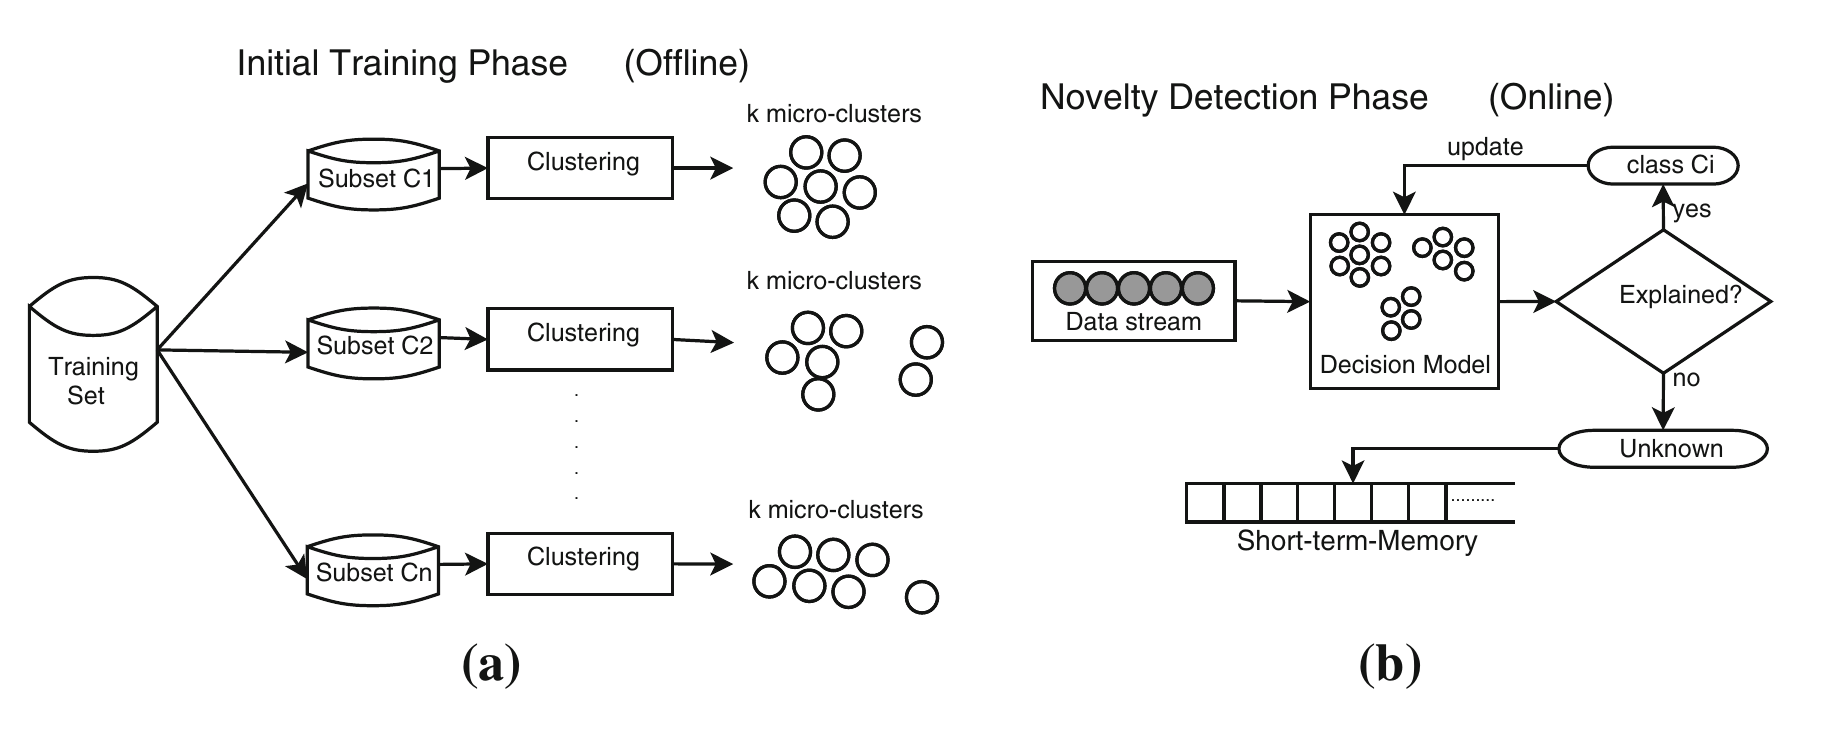 Initial Training Phase (Offline)
k micro-clusters
Subset C1
Clustering
k micro-clusters
Subset C2
Clustering
Training
Set
k micro-clusters
Subset Cn
Clustering
(a)
Novelty Detection Phase (Online)
update
class Ci
yes
Data stream
Decision Model
Explained?
no
Unknown
.........
Short-term-Memory
(b)